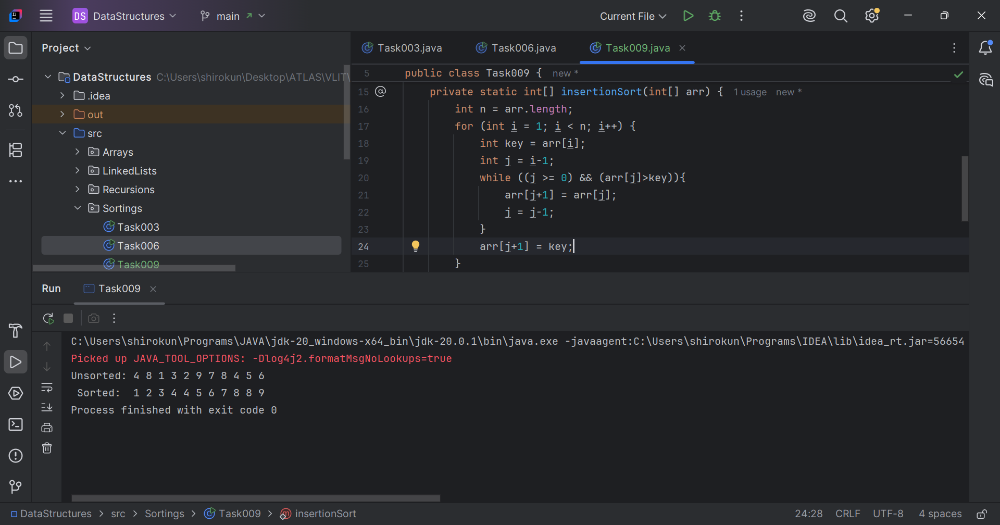 DS DataStructures main Current File
Project
DataStructures C:\Users\shirokun\Desktop\ATLAS\VLIT\
.idea
out
src
Arrays
LinkedLists
Recursions
Sortings
Task003
Task006
Task009
Task003.java Task006.java Task009.java
5 public class Task009 { new *
15 @ private static int[] insertionSort(int[] arr) { 1 usage new *
16 int n = arr.length;
17 for (int i = 1; i < n; i++) {
18 int key = arr[i];
19 int j = i-1;
20 while ((j >= 0) && (arr[j]>key)){
21 arr[j+1] = arr[j];
22 j = j-1;
23 }
24 arr[j+1] = key;
25 }
Run Task009
C:\Users\shirokun\Programs\JAVA\jdk-20_windows-x64_bin\jdk-20.0.1\bin\java.exe -javaagent:C:\Users\shirokun\Programs\IDEA\lib\idea_rt.jar=56654
Picked up JAVA_TOOL_OPTIONS: -Dlog4j2.formatMsgNoLookups=true
Unsorted: 4 8 1 3 2 9 7 8 4 5 6
Sorted: 1 2 3 4 4 5 6 7 8 8 9
Process finished with exit code 0
DataStructures > src > Sortings > Task009 > insertionSort 24:28 CRLF UTF-8 4 spaces